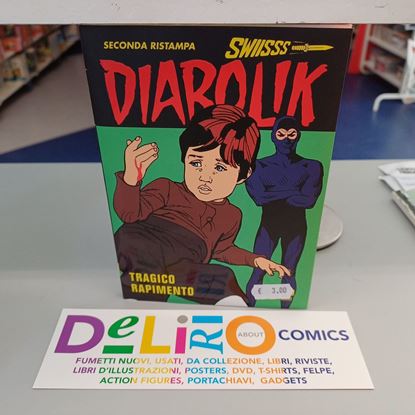 SECONDA RISTAMPA
SWIISSS
DIABOLIK
TRAGICO
RAPIMENTO
€ 3,00
DeLiRiO ABOUT COMICS
FUMETTI NUOVI, USATI, DA COLLEZIONE, LIBRI, RIVISTE,
LIBRI D'ILLUSTRAZIONI, POSTERS, DVD, T-SHIRTS, FELPE,
ACTION FIGURES, PORTACHIAVI, GADGETS